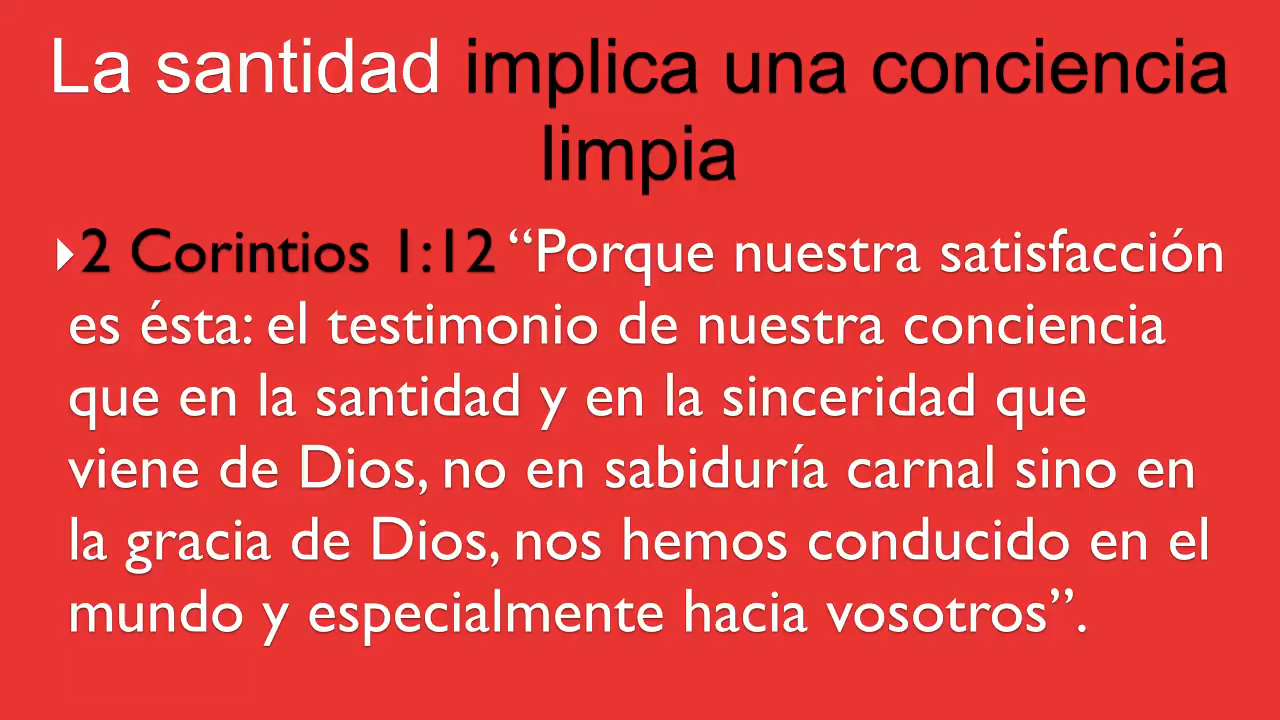 La santidad implica una conciencia
limpia
2 Corintios 1:12 “Porque nuestra satisfacción
es ésta: el testimonio de nuestra conciencia
que en la santidad y en la sinceridad que
viene de Dios, no en sabiduría carnal sino en
la gracia de Dios, nos hemos conducido en el
mundo y especialmente hacia vosotros”.